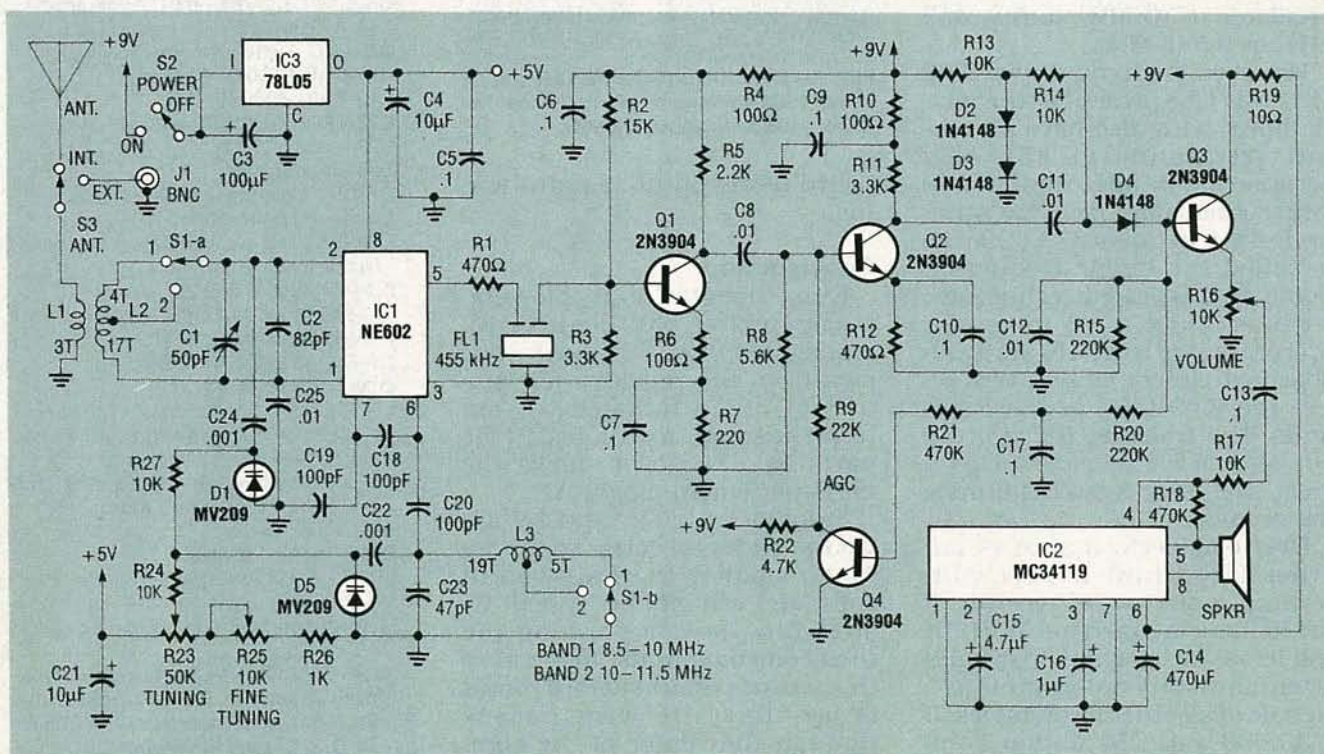 +9V
S2
POWER
OFF
ON
ANT.
INT.
EXT.
J1
BNC
S3
ANT.
I
IC3
78L05
O
C
C3
100µF
+5V
C4
10µF
C5
.1
S1-a
1
2
L1
3T
4T
L2
17T
C1
50pF
C2
82pF
2
8
1
IC1
NE602
5
3
7
6
R1
470Ω
FL1
455 kHz
C24
.001
C25
.01
R27
10K
D1
MV209
C19
100pF
C18
100pF
C20
100pF
C22
.001
+5V
R24
10K
D5
MV209
C23
47pF
L3
19T
5T
1
2
S1-b
C21
10µF
R23
50K
TUNING
R25
10K
FINE
TUNING
R26
1K
BAND 1 8.5–10 MHz
BAND 2 10–11.5 MHz
C6
.1
R2
15K
R3
3.3K
R4
100Ω
R5
2.2K
Q1
2N3904
R6
100Ω
C7
.1
R7
220
C8
.01
R8
5.6K
+9V
C9
.1
R10
100Ω
R11
3.3K
Q2
2N3904
R12
470Ω
C10
.1
C12
.01
R15
220K
R13
10K
R14
10K
D2
1N4148
D3
1N4148
C11
.01
D4
1N4148
+9V
R19
10Ω
Q3
2N3904
R16
10K
VOLUME
C13
.1
R9
22K
AGC
+9V
R22
4.7K
Q4
2N3904
R21
470K
C17
.1
R20
220K
R17
10K
R18
470K
4
5
8
IC2
MC34119
1
2
3
7
6
SPKR
C15
4.7µF
C16
1µF
C14
470µF